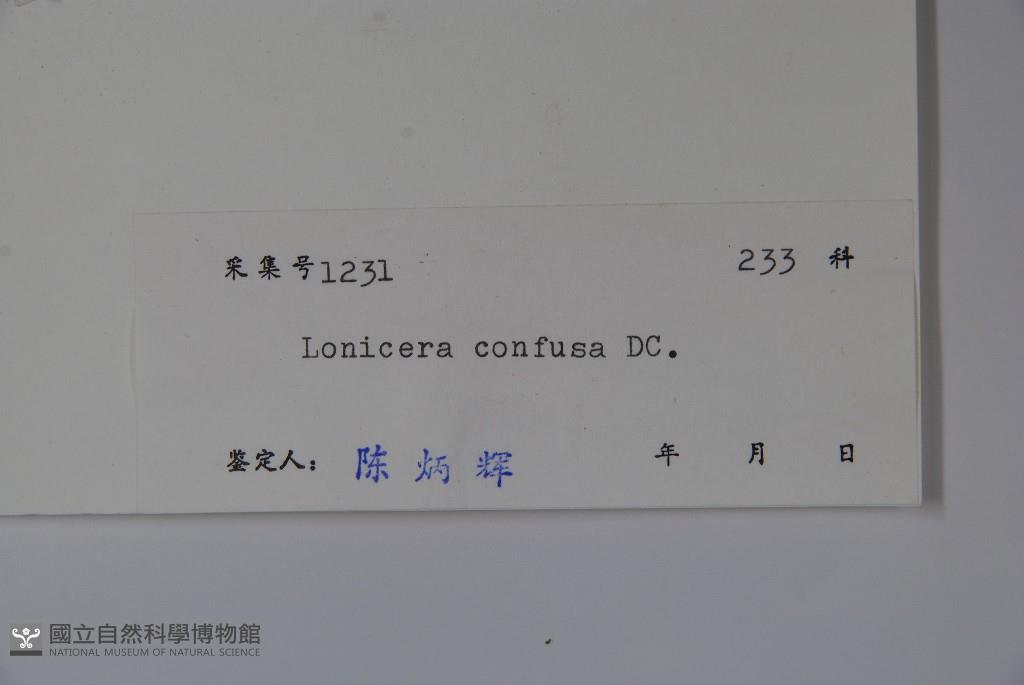 采集号1231 233 科
Lonicera confusa DC.
鉴定人: 陈炳辉 年 月 日
國立自然科學博物館
NATIONAL MUSEUM OF NATURAL SCIENCE